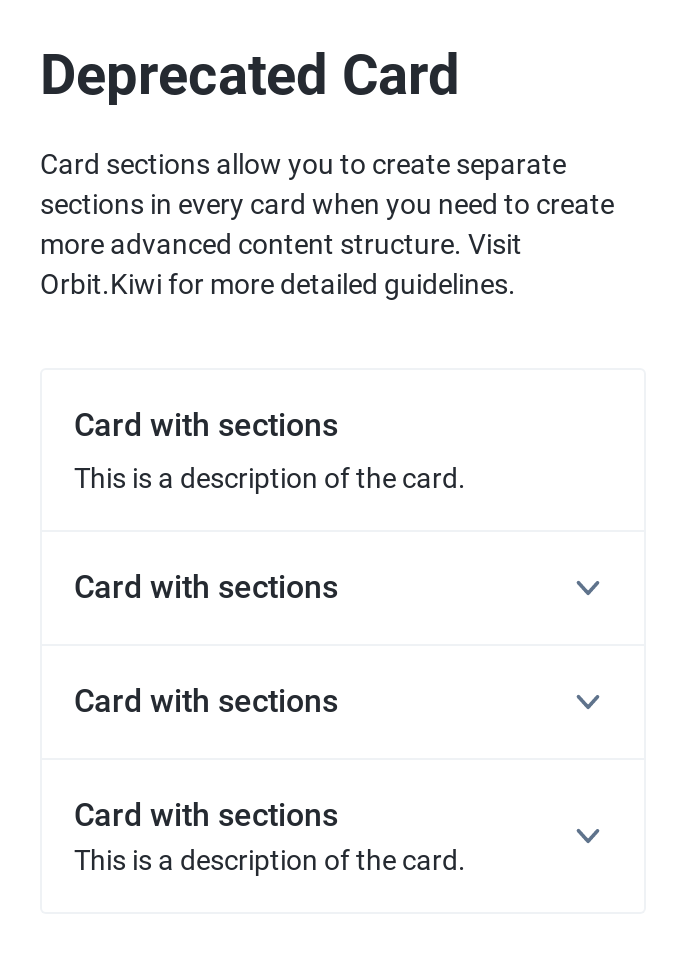 Deprecated Card
Card sections allow you to create separate
sections in every card when you need to create
more advanced content structure. Visit
Orbit.Kiwi for more detailed guidelines.
Card with sections
This is a description of the card.
Card with sections
Card with sections
Card with sections
This is a description of the card.